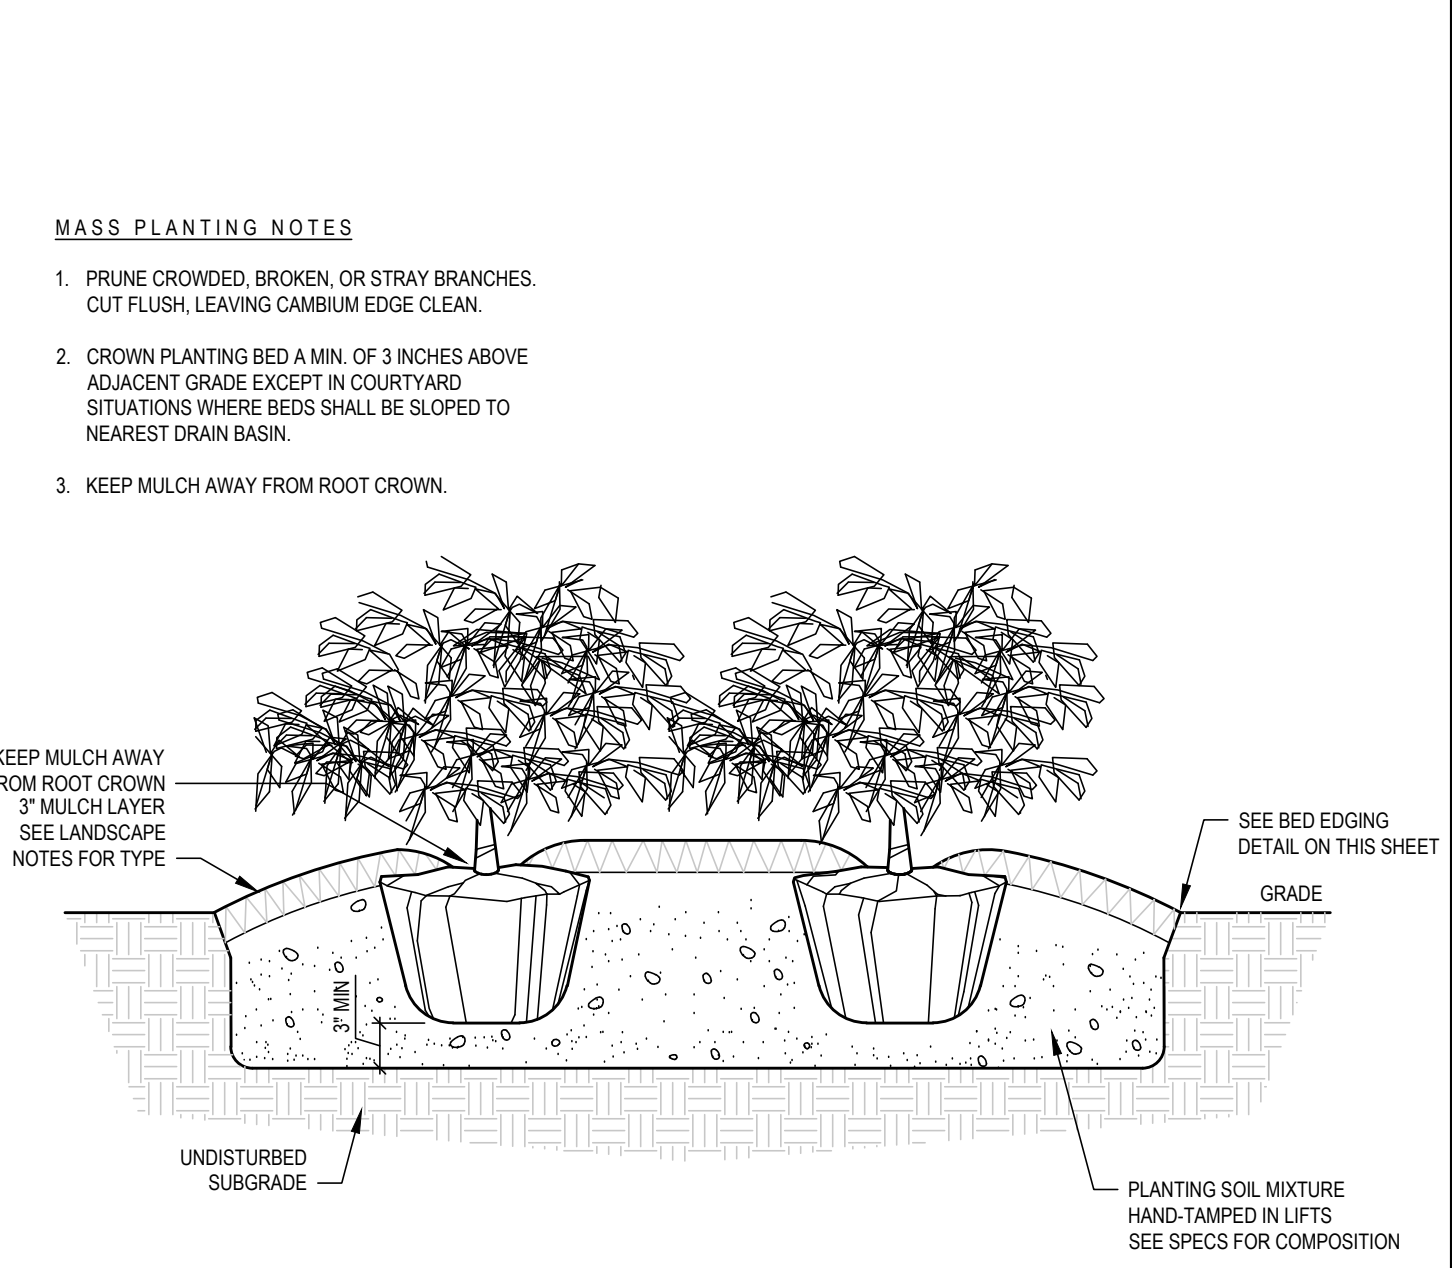 MASS PLANTING NOTES
1. PRUNE CROWDED, BROKEN, OR STRAY BRANCHES.
CUT FLUSH, LEAVING CAMBIUM EDGE CLEAN.
2. CROWN PLANTING BED A MIN. OF 3 INCHES ABOVE
ADJACENT GRADE EXCEPT IN COURTYARD
SITUATIONS WHERE BEDS SHALL BE SLOPED TO
NEAREST DRAIN BASIN.
3. KEEP MULCH AWAY FROM ROOT CROWN.
KEEP MULCH AWAY
ROM ROOT CROWN
3" MULCH LAYER
SEE LANDSCAPE
NOTES FOR TYPE
SEE BED EDGING
DETAIL ON THIS SHEET
GRADE
3" MIN
UNDISTURBED
SUBGRADE
PLANTING SOIL MIXTURE
HAND-TAMPED IN LIFTS
SEE SPECS FOR COMPOSITION